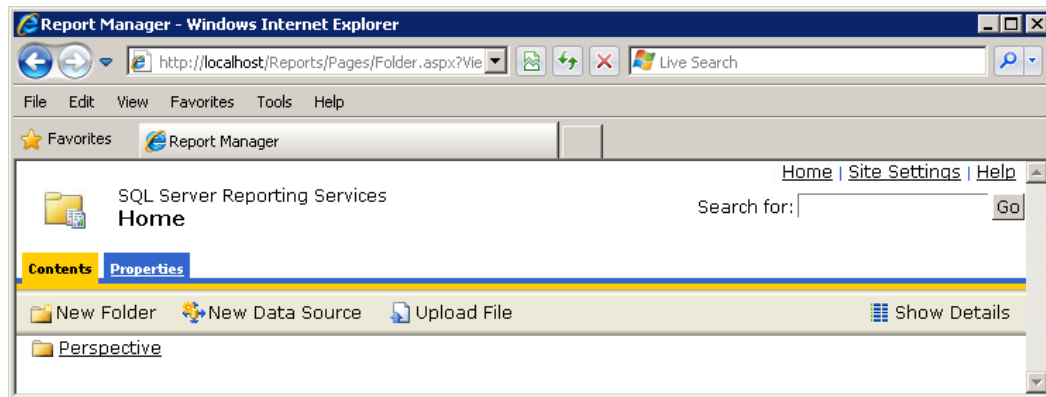 Report Manager - Windows Internet Explorer
http://localhost/Reports/Pages/Folder.aspx?Vie Live Search
File Edit View Favorites Tools Help
Favorites Report Manager
Home | Site Settings | Help
SQL Server Reporting Services
Home
Search for: Go
Contents Properties
New Folder New Data Source Upload File Show Details
Perspective